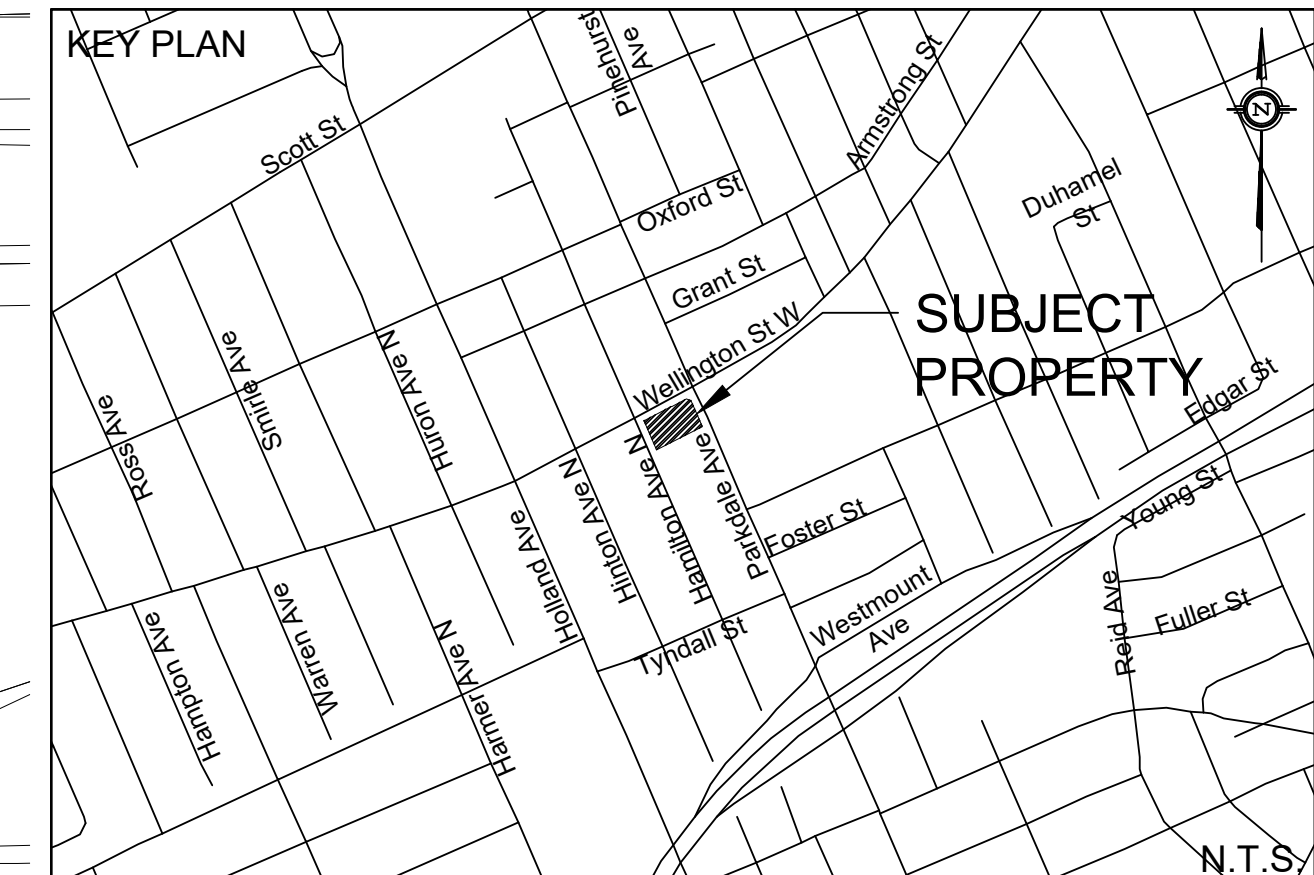 KEY PLAN
Pinehurst
Ave
Armstrong St
N
Scott St
Duhamel
St
Oxford St
Grant St
SUBJECT
PROPERTY
Wellington St W
Smirle Ave
Huron Ave N
Ross Ave
Edgar St
Hinton Ave N
Hamilton Ave N
Parkdale Ave
Holland Ave
Foster St
Young St
Westmount
Ave
Reid Ave
Fuller St
Tyndall St
Hampton Ave
Warren Ave
Harmer Ave N
N.T.S.